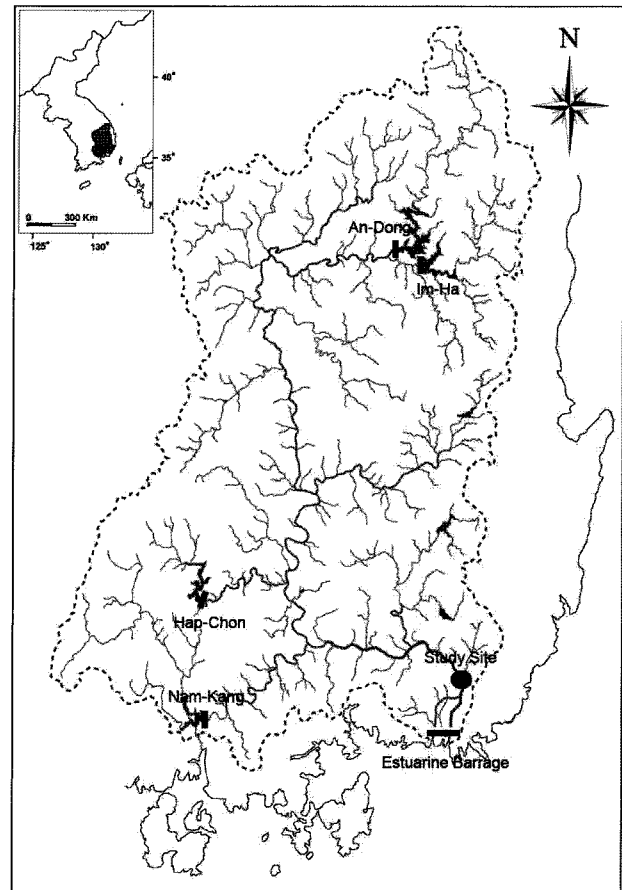 N
40°
35°
0 300 Km
125° 130°
An-Dong
Im-Ha
Hap-Chon
Study Site
Nam-Kang
Estuarine Barrage